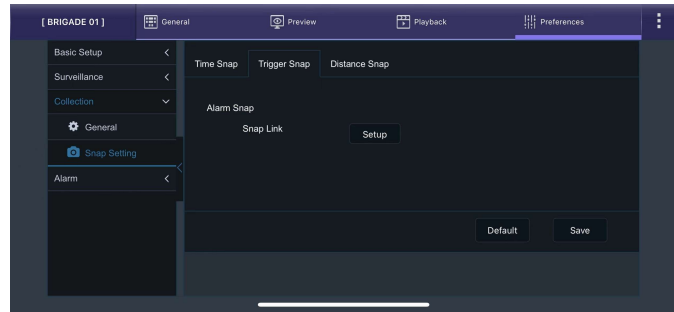 [ BRIGADE 01 ] General Preview Playback Preferences
Basic Setup
Surveillance
Collection
General
Snap Setting
Alarm
Time Snap Trigger Snap Distance Snap
Alarm Snap
Snap Link Setup
Default Save